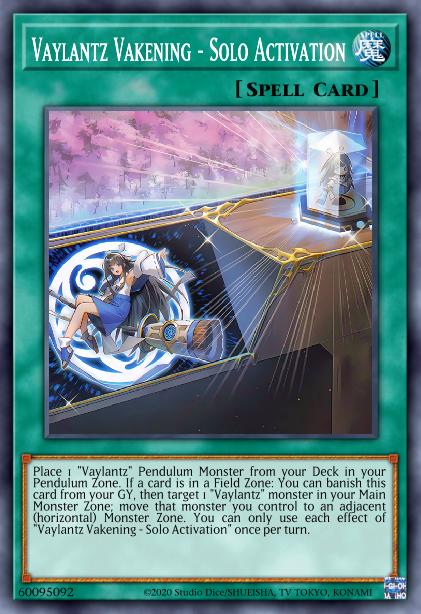 VAYLANTZ VAKENING - SOLO ACTIVATION
SPELL
魔
[ SPELL CARD ]
Place 1 "Vaylantz" Pendulum Monster from your Deck in your
Pendulum Zone. If a card is in a Field Zone: You can banish this
card from your GY, then target 1 "Vaylantz" monster in your Main
Monster Zone; move that monster you control to an adjacent
(horizontal) Monster Zone. You can only use each effect of
"Vaylantz Vakening - Solo Activation" once per turn.
60095092
©2020 Studio Dice/SHUEISHA, TV TOKYO, KONAMI